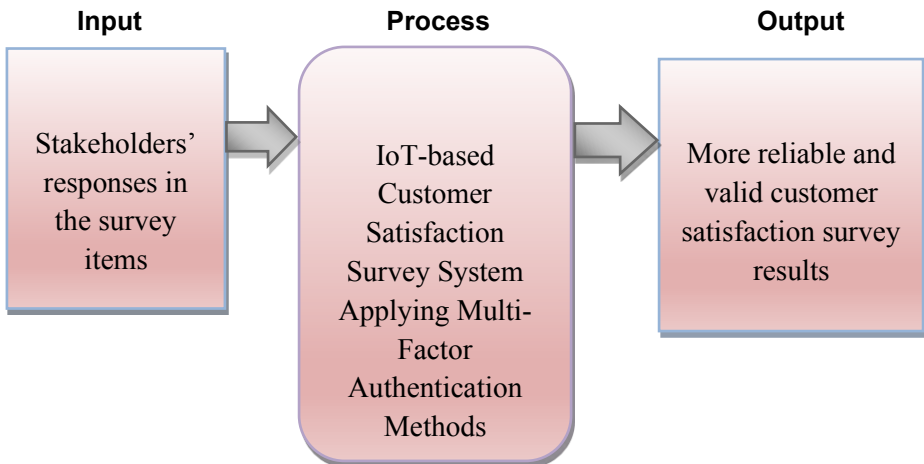 Input
Process
Output
Stakeholders’
responses in
the survey
items
IoT-based
Customer
Satisfaction
Survey System
Applying Multi-
Factor
Authentication
Methods
More reliable and
valid customer
satisfaction survey
results